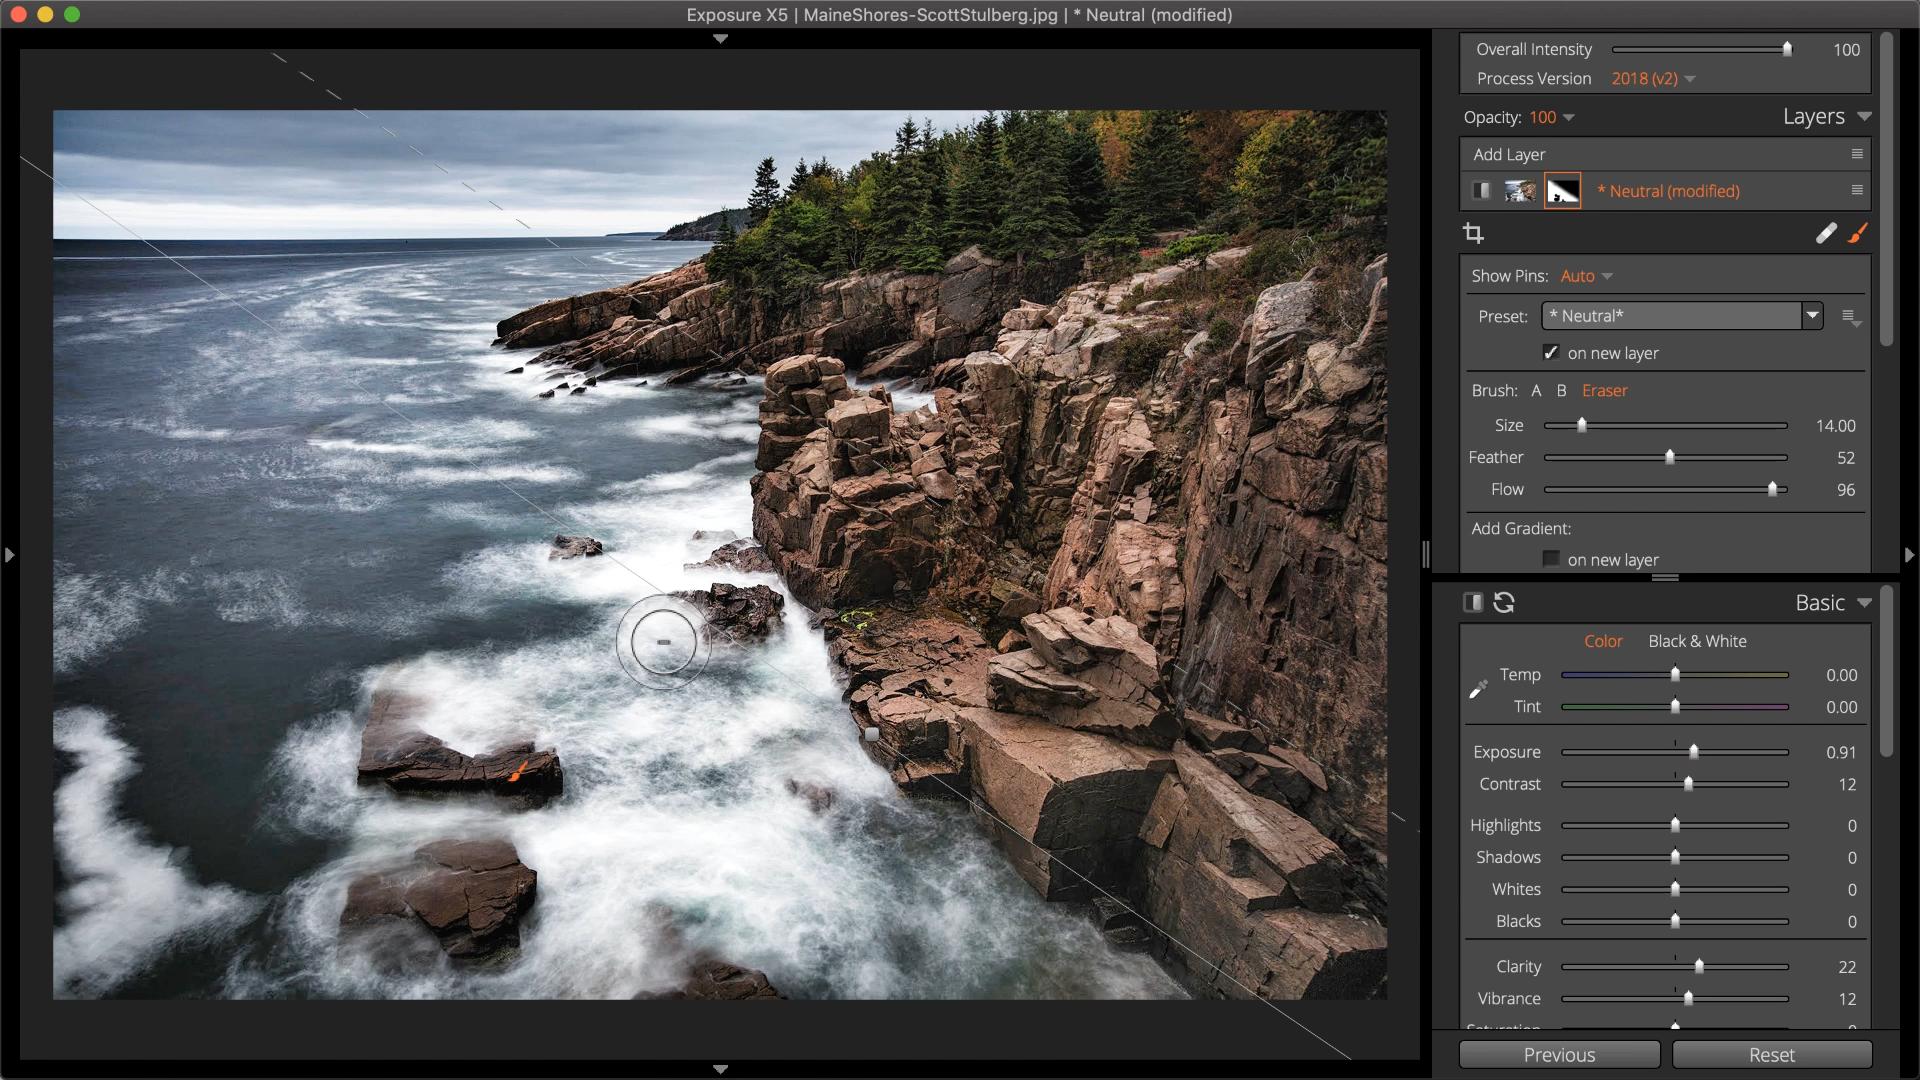 Exposure X5 | MaineShores-ScottStulberg.jpg | * Neutral (modified)
Overall Intensity 100
Process Version 2018 (v2)
Opacity: 100 Layers
Add Layer
* Neutral (modified)
Show Pins: Auto
Preset: * Neutral*
on new layer
Brush: A B Eraser
Size 14.00
Feather 52
Flow 96
Add Gradient:
on new layer
Basic
Color Black & White
Temp 0.00
Tint 0.00
Exposure 0.91
Contrast 12
Highlights 0
Shadows 0
Whites 0
Blacks 0
Clarity 22
Vibrance 12
Saturation 0
Previous Reset